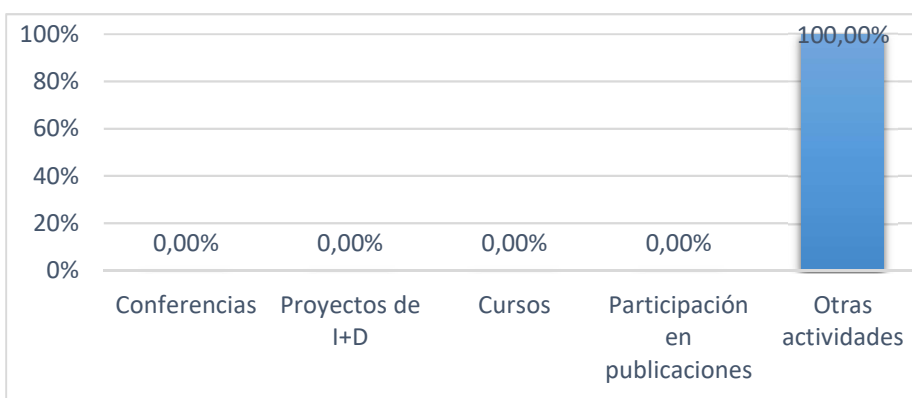 100%
80%
60%
40%
20%
0%
100,00%
0,00% 0,00% 0,00% 0,00%
Conferencias Proyectos de Cursos Participación Otras
I+D en actividades
publicaciones